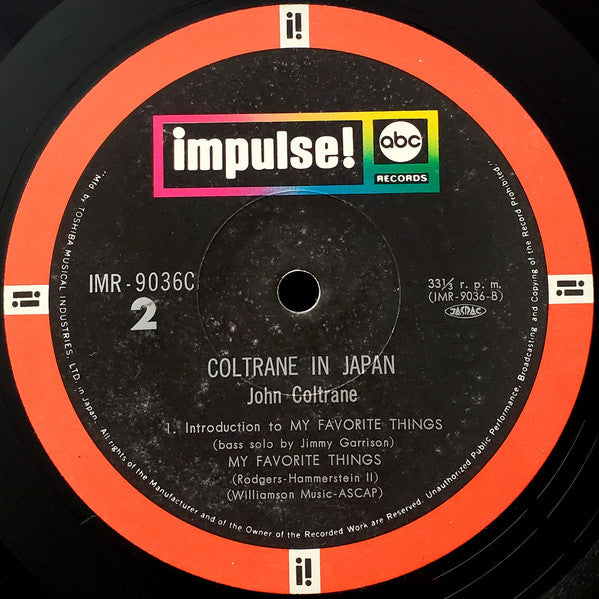 i!
impulse!
abc
RECORDS
IMR-9036C
2
33⅓ r. p. m.
(IMR-9036-B)
JASRAC
COLTRANE IN JAPAN
John Coltrane
1. Introduction to MY FAVORITE THINGS
(bass solo by Jimmy Garrison)
MY FAVORITE THINGS
(Rodgers-Hammerstein II)
(Williamson Music-ASCAP)
"Mfd. by TOSHIBA MUSICAL INDUSTRIES, LTD. in Japan. All rights of the Manufacturer and of the Owner of the Recorded Work are Reserved. Unauthorized Public Performance, Broadcasting and Copying of the Record Prohibited"
i!
i!
i!